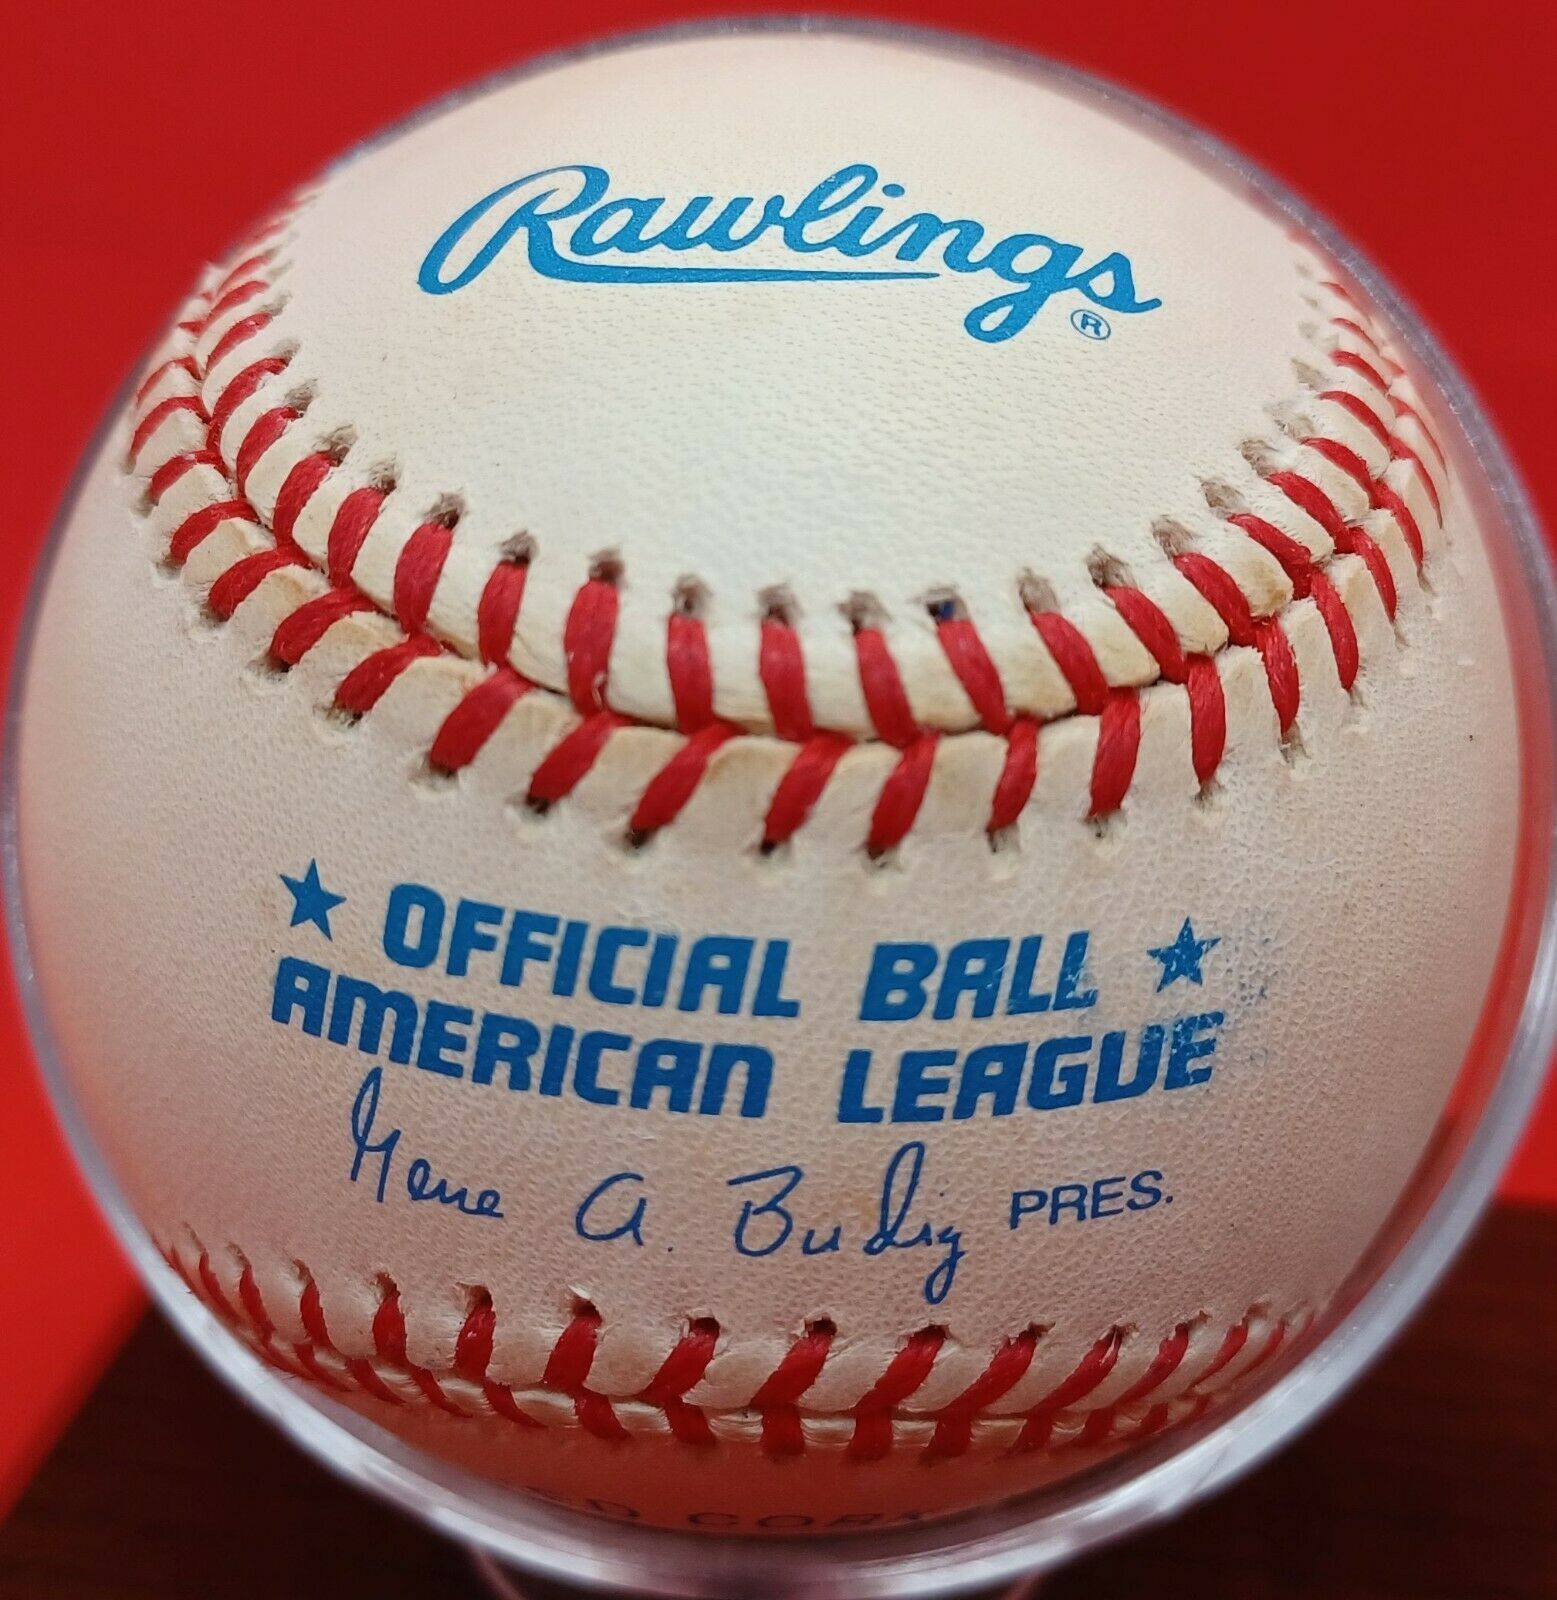 Rawlings ®
★ OFFICIAL BALL ★
AMERICAN LEAGUE
Gene A. Budig PRES.